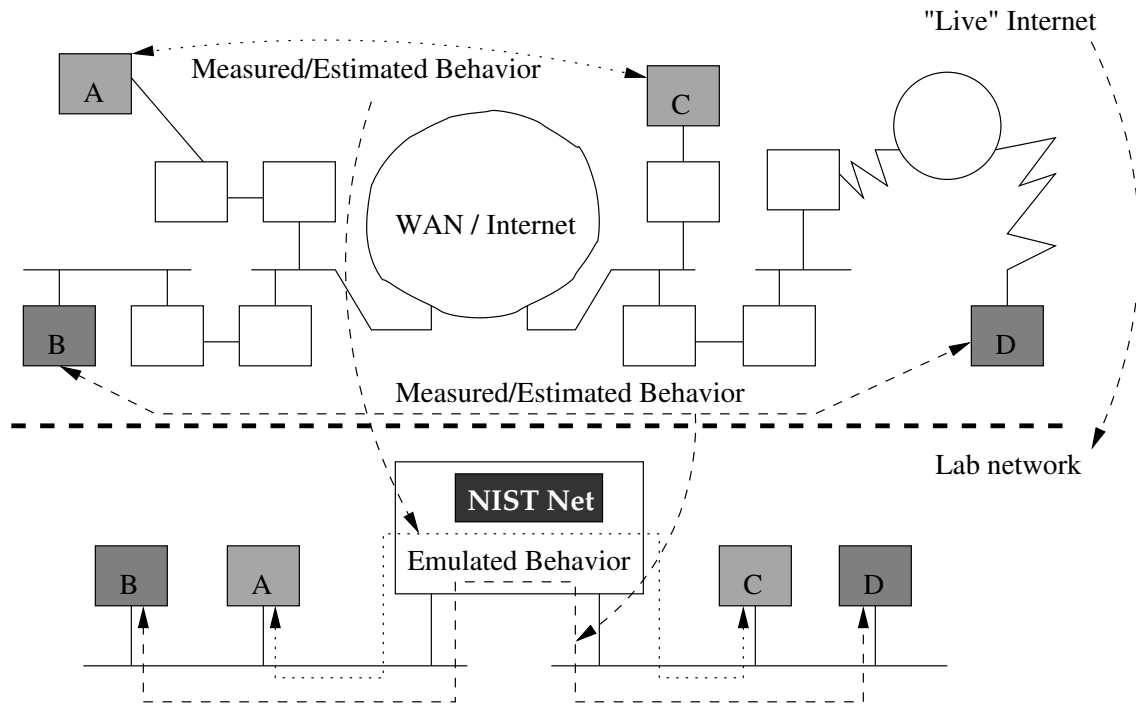 "Live" Internet
Measured/Estimated Behavior
A
C
WAN / Internet
B
D
Measured/Estimated Behavior
Lab network
NIST Net
Emulated Behavior
B
A
C
D